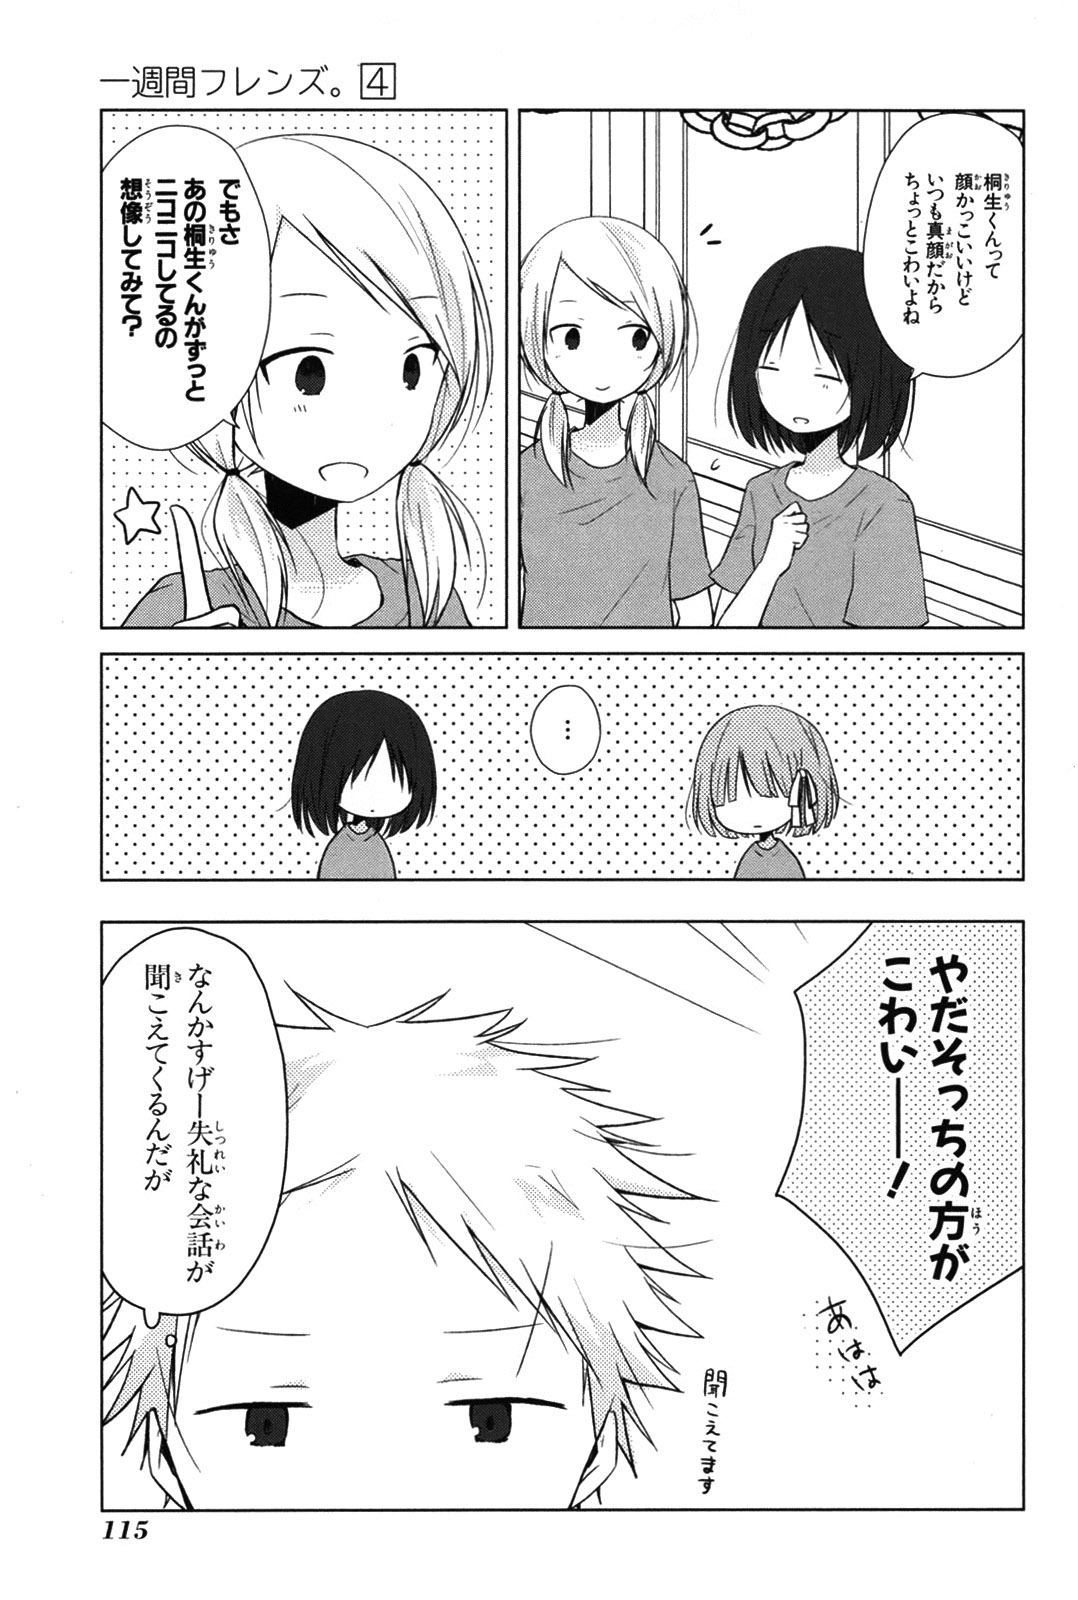 一週間フレンズ。 4
桐生くんって
顔かっこいいけど
いつも真顔だから
ちょっとこわいよね
でもさ
あの桐生くんがずっと
ニコニコしてるの
想像してみて?
…
やだそっちの方が
こわい――!
あははは
聞こえてます
なんかすげー失礼な会話が
聞こえてくるんだが
115